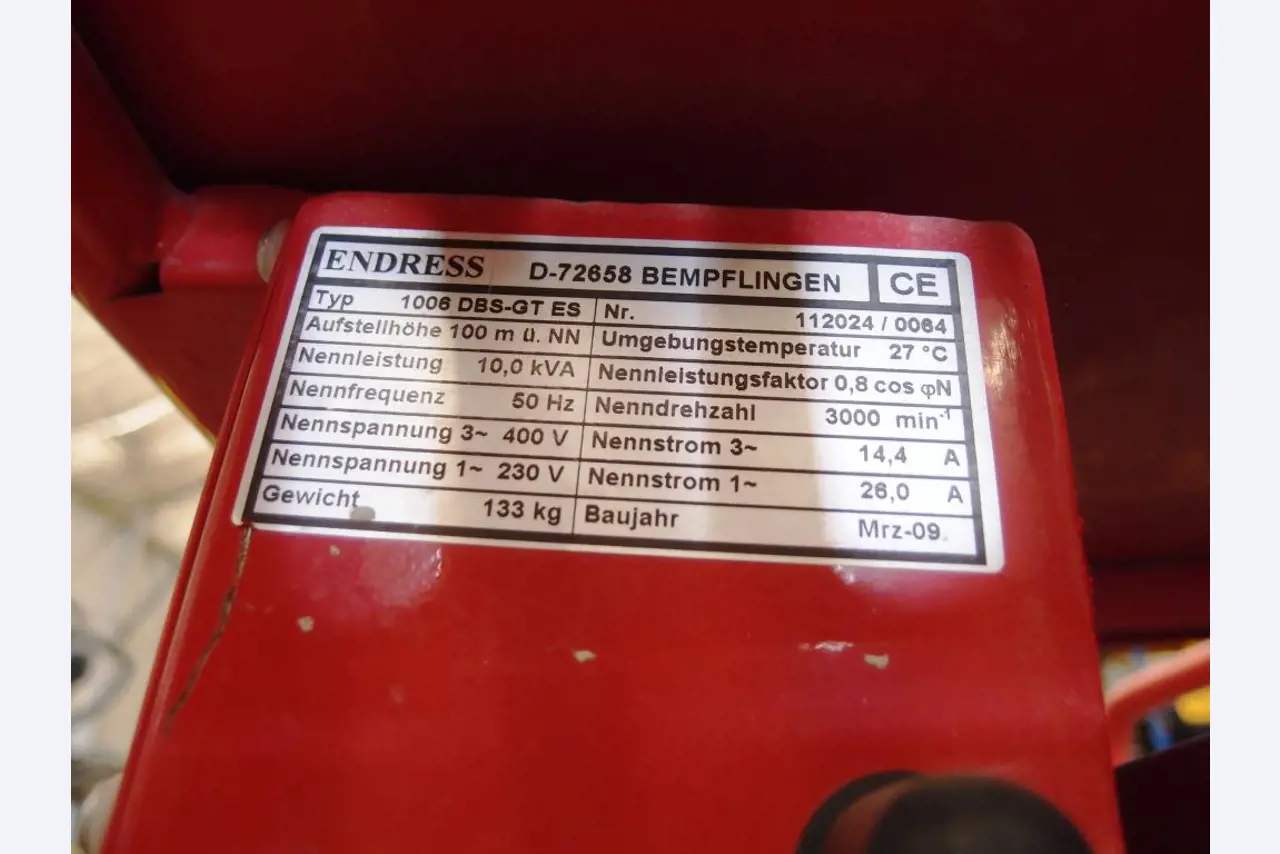 ENDRESS D-72658 BEMPFLINGEN CE
Typ 1006 DBS-GT ES Nr. 112024 / 0064
Aufstellhöhe 100 m ü. NN Umgebungstemperatur 27 °C
Nennleistung 10,0 kVA Nennleistungsfaktor 0,8 cos φN
Nennfrequenz 50 Hz Nenndrehzahl 3000 min⁻¹
Nennspannung 3~ 400 V Nennstrom 3~ 14,4 A
Nennspannung 1~ 230 V Nennstrom 1~ 26,0 A
Gewicht 133 kg Baujahr Mrz-09